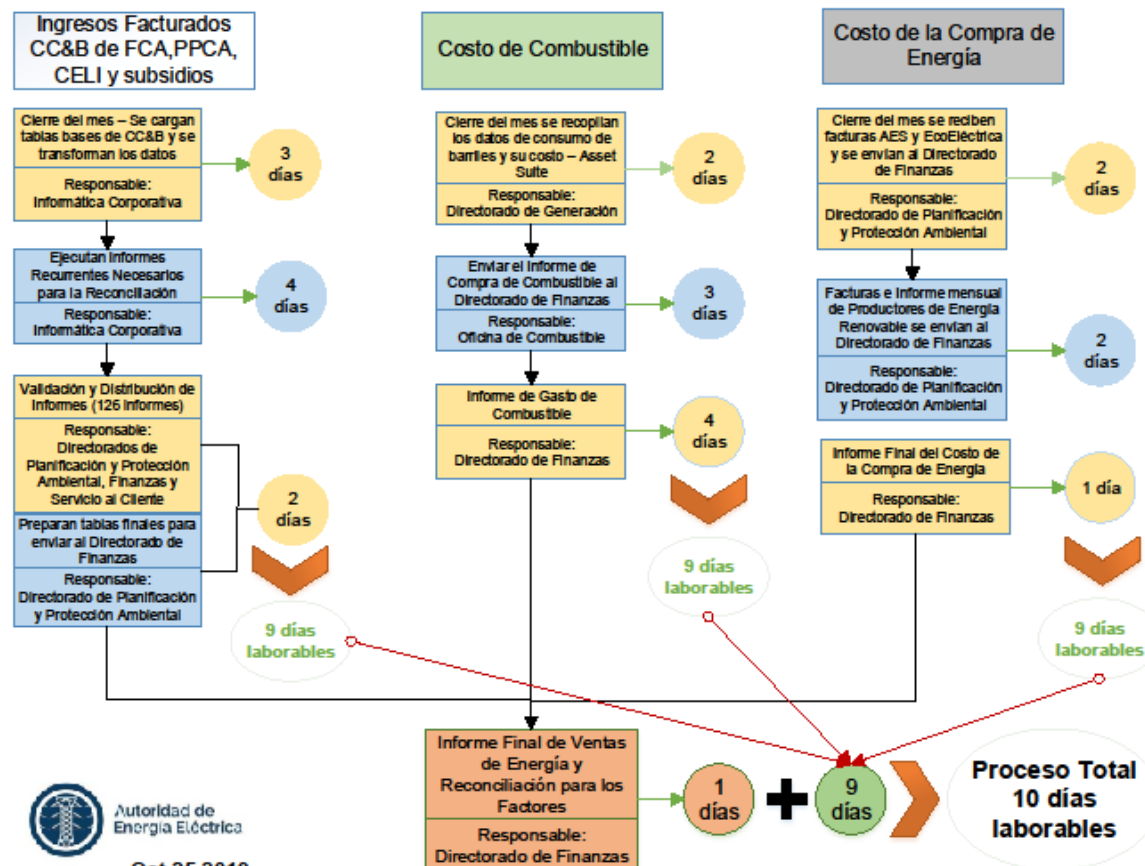 Ingresos Facturados
CC&B de FCA,PPCA,
CELI y subsidios
Cierre del mes – Se cargan
tablas bases de CC&B y se
transforman los datos
Responsable:
Informática Corporativa
3
días
Ejecutan Informes
Recurrentes Necesarios
para la Reconciliación
Responsable:
Informática Corporativa
4
días
Validación y Distribución de
Informes (126 Informes)
Responsable:
Directorados de
Planificación y Protección
Ambiental, Finanzas y
Servicio al Cliente
Preparan tablas finales para
enviar al Directorado de
Finanzas
Responsable:
Directorado de Planificación
y Protección Ambiental
2
días
9 días
laborables
Costo de Combustible
Cierre del mes se recopilan
los datos de consumo de
barriles y su costo – Asset
Suite
Responsable:
Directorado de Generación
2
días
Enviar el Informe de
Compra de Combustible al
Directorado de Finanzas
Responsable:
Oficina de Combustible
3
días
Informe de Gasto de
Combustible
Responsable:
Directorado de Finanzas
4
días
9 días
laborables
Costo de la Compra de
Energía
Cierre del mes se reciben
facturas AES y EcoEléctrica
y se envían al Directorado
de Finanzas
Responsable:
Directorado de Planificación
y Protección Ambiental
2
días
Facturas e Informe mensual
de Productores de Energía
Renovable se envían al
Directorado de Finanzas
Responsable:
Directorado de Planificación
y Protección Ambiental
2
días
Informe Final del Costo de
la Compra de Energía
Responsable:
Directorado de Finanzas
1 día
9 días
laborables
Informe Final de Ventas
de Energía y
Reconciliación para los
Factores
Responsable:
Directorado de Finanzas
1
días
+
9
días
Proceso Total
10 días
laborables
Autoridad de
Energía Eléctrica